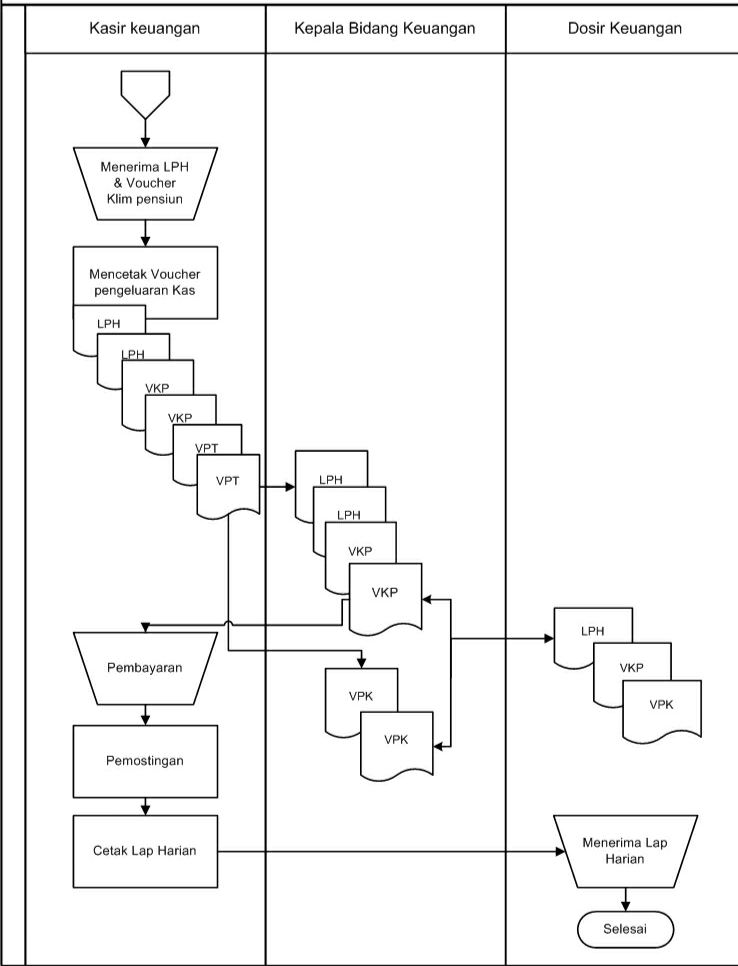 Kasir keuangan
Kepala Bidang Keuangan
Dosir Keuangan
Menerima LPH
& Voucher
Klim pensiun
Mencetak Voucher
pengeluaran Kas
LPH
LPH
VKP
VKP
VPT
VPT
LPH
LPH
VKP
VKP
VPK
VPK
LPH
VKP
VPK
Pembayaran
Pemostingan
Cetak Lap Harian
Menerima Lap
Harian
Selesai